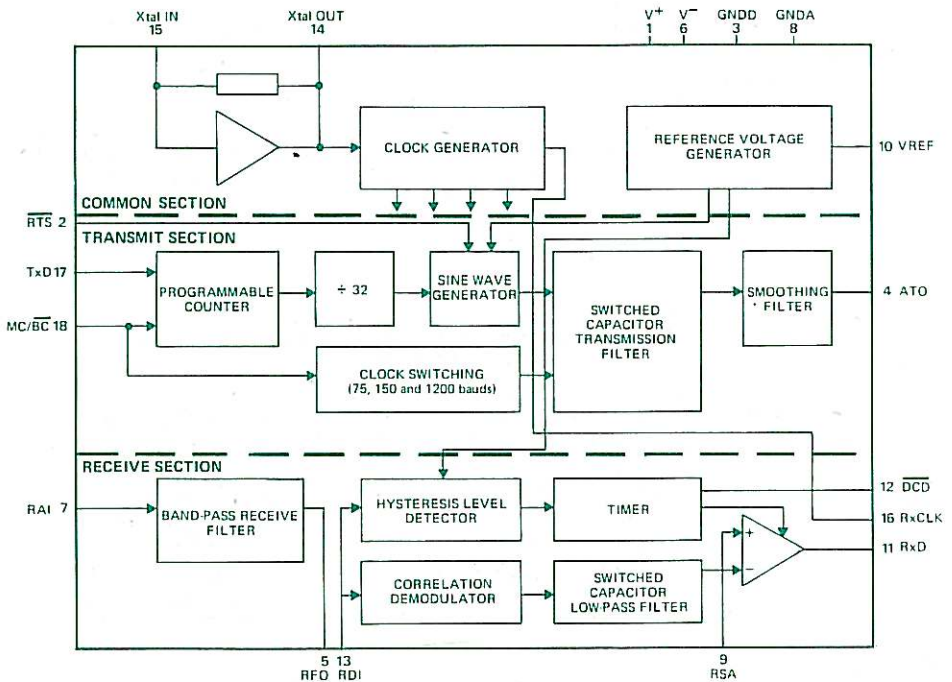 Xtal IN
15
Xtal OUT
14
V+
1
V−
6
GNDD
3
GNDA
8
CLOCK GENERATOR
REFERENCE VOLTAGE
GENERATOR
10 VREF
COMMON SECTION
RTS 2
TRANSMIT SECTION
TxD 17
PROGRAMMABLE
COUNTER
÷ 32
SINE WAVE
GENERATOR
SWITCHED
CAPACITOR
TRANSMISSION
FILTER
SMOOTHING
FILTER
4 ATO
MC/BC 18
CLOCK SWITCHING
(75, 150 and 1200 bauds)
RECEIVE SECTION
RAI 7
BAND-PASS RECEIVE
FILTER
HYSTERESIS LEVEL
DETECTOR
TIMER
12 DCD
16 RxCLK
11 RxD
+
−
CORRELATION
DEMODULATOR
SWITCHED
CAPACITOR
LOW-PASS FILTER
5
RFO
13
RDI
9
RSA